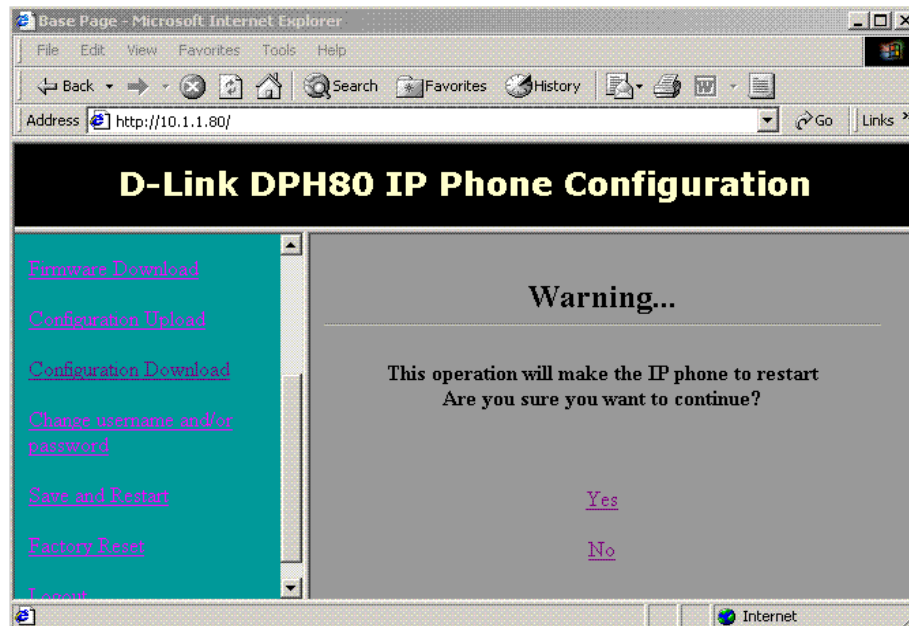 Base Page - Microsoft Internet Explorer
File Edit View Favorites Tools Help
Back Search Favorites History
Address http://10.1.1.80/ Go Links »
D-Link DPH80 IP Phone Configuration
Firmware Download
Configuration Upload
Configuration Download
Change username and/or
password
Save and Restart
Factory Reset
Logout
Warning...
This operation will make the IP phone to restart
Are you sure you want to continue?
Yes
No
Internet